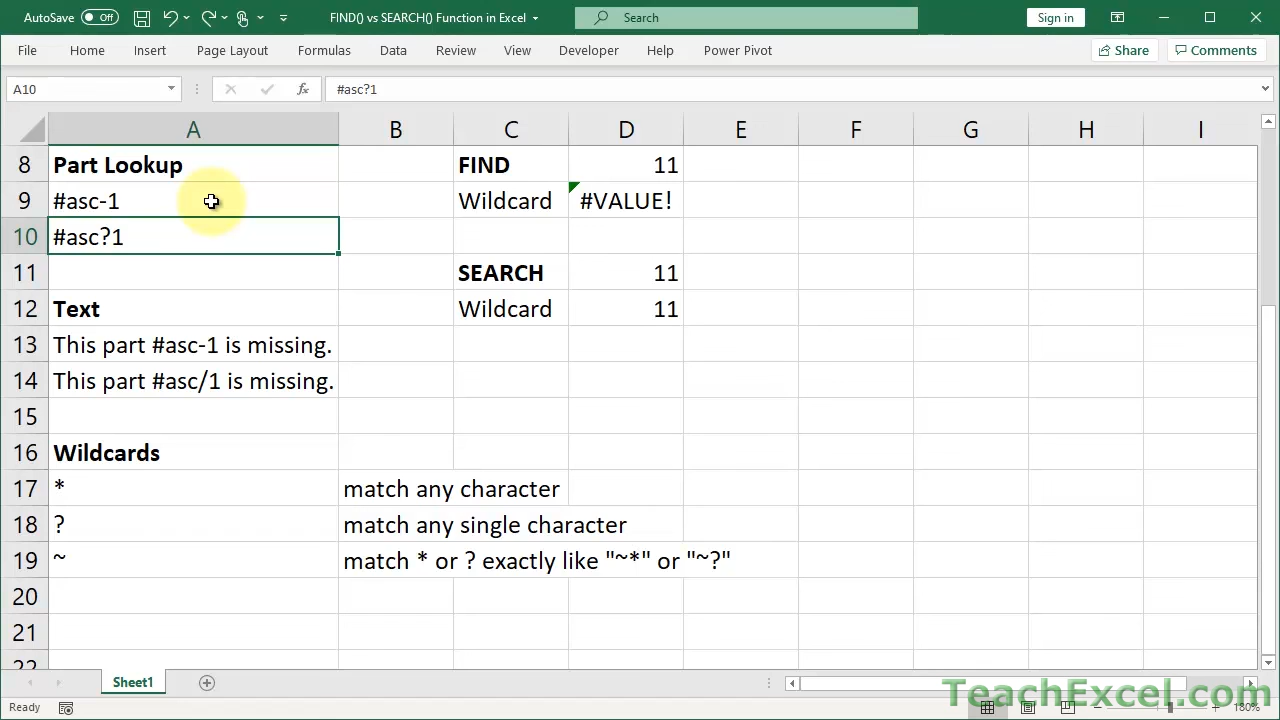 AutoSave Off FIND() vs SEARCH() Function in Excel Search Sign in
File Home Insert Page Layout Formulas Data Review View Developer Help Power Pivot Share Comments
A10 fx #asc?1
A B C D E F G H I
8 Part Lookup FIND 11
9 #asc-1 Wildcard #VALUE!
10 #asc?1
11 SEARCH 11
12 Text Wildcard 11
13 This part #asc-1 is missing.
14 This part #asc/1 is missing.
15
16 Wildcards
17 * match any character
18 ? match any single character
19 ~ match * or ? exactly like "~*" or "~?"
20
21
22
Sheet1
TeachExcel.com
Ready 180%